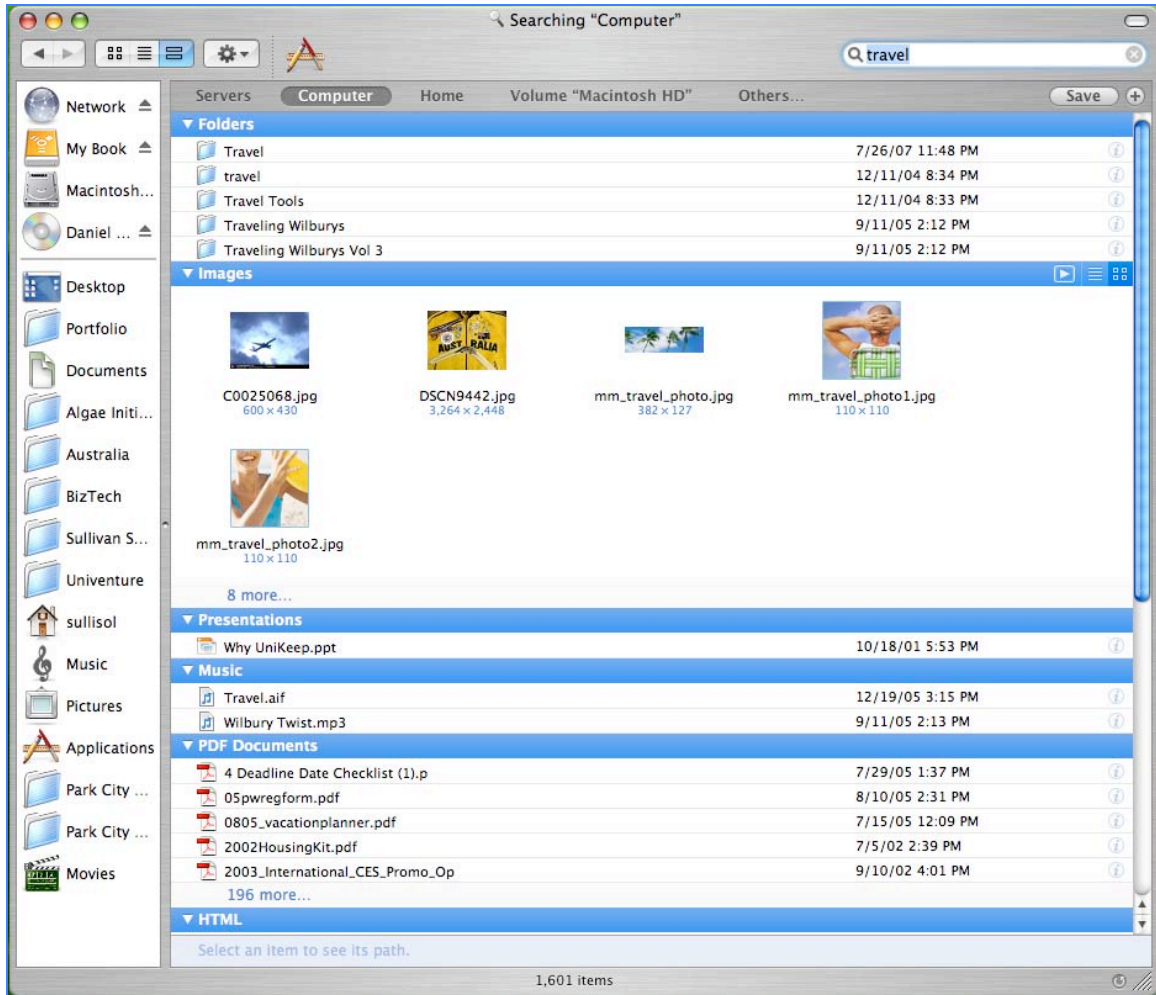 Searching “Computer”
travel
Network
My Book
Macintosh...
Daniel ...
Desktop
Portfolio
Documents
Algae Initi...
Australia
BizTech
Sullivan S...
Univenture
sullisol
Music
Pictures
Applications
Park City ...
Park City ...
Movies
Servers Computer Home Volume “Macintosh HD” Others... Save
Folders
Travel 7/26/07 11:48 PM
travel 12/11/04 8:34 PM
Travel Tools 12/11/04 8:33 PM
Traveling Wilburys 9/11/05 2:12 PM
Traveling Wilburys Vol 3 9/11/05 2:12 PM
Images
AUSTRALIA
C0025068.jpg DSCN9442.jpg mm_travel_photo.jpg mm_travel_photo1.jpg
600 × 430 3,264 × 2,448 382 × 127 110 × 110
mm_travel_photo2.jpg
110 × 110
8 more...
Presentations
Why UniKeep.ppt 10/18/01 5:53 PM
Music
Travel.aif 12/19/05 3:15 PM
Wilbury Twist.mp3 9/11/05 2:13 PM
PDF Documents
4 Deadline Date Checklist (1).p 7/29/05 1:37 PM
05pwregform.pdf 8/10/05 2:31 PM
0805_vacationplanner.pdf 7/15/05 12:09 PM
2002HousingKit.pdf 7/5/02 2:39 PM
2003_International_CES_Promo_Op 9/10/02 4:01 PM
196 more...
HTML
Select an item to see its path.
1,601 items